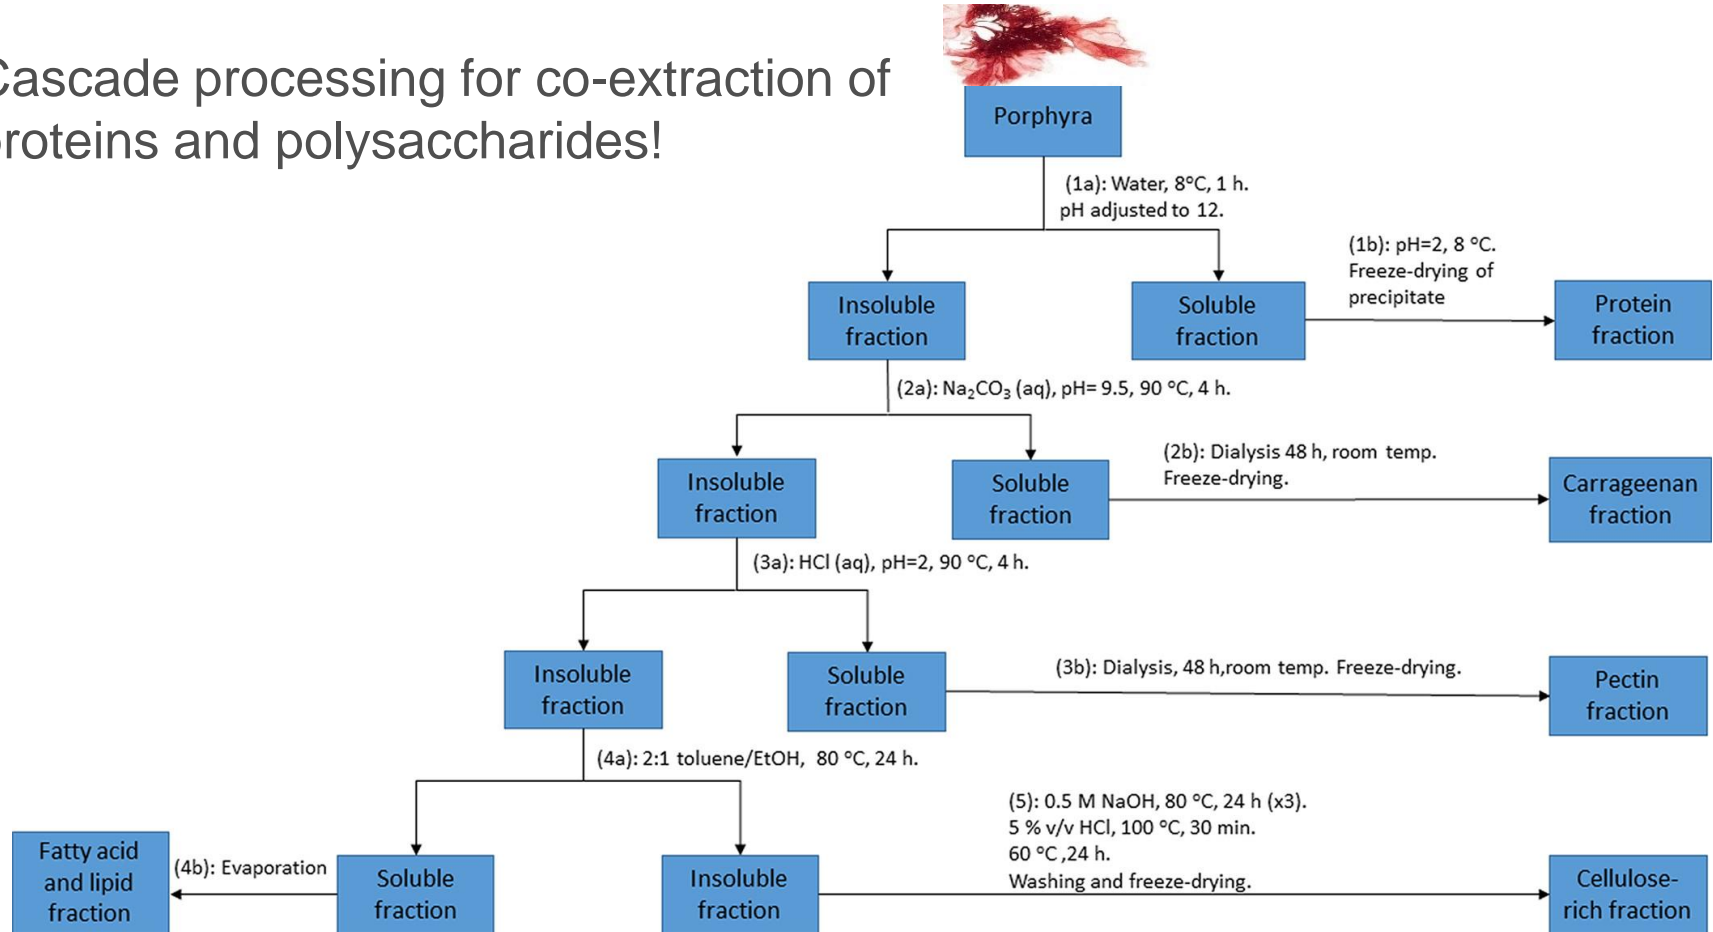 Cascade processing for co-extraction of
proteins and polysaccharides!
Porphyra
(1a): Water, 8°C, 1 h.
pH adjusted to 12.
(1b): pH=2, 8 °C.
Freeze-drying of
precipitate
Insoluble
fraction
Soluble
fraction
Protein
fraction
(2a): Na₂CO₃ (aq), pH= 9.5, 90 °C, 4 h.
(2b): Dialysis 48 h, room temp.
Freeze-drying.
Insoluble
fraction
Soluble
fraction
Carrageenan
fraction
(3a): HCl (aq), pH=2, 90 °C, 4 h.
(3b): Dialysis, 48 h,room temp. Freeze-drying.
Insoluble
fraction
Soluble
fraction
Pectin
fraction
(4a): 2:1 toluene/EtOH, 80 °C, 24 h.
(5): 0.5 M NaOH, 80 °C, 24 h (x3).
5 % v/v HCl, 100 °C, 30 min.
60 °C ,24 h.
Washing and freeze-drying.
Fatty acid
and lipid
fraction
(4b): Evaporation
Soluble
fraction
Insoluble
fraction
Cellulose-
rich fraction